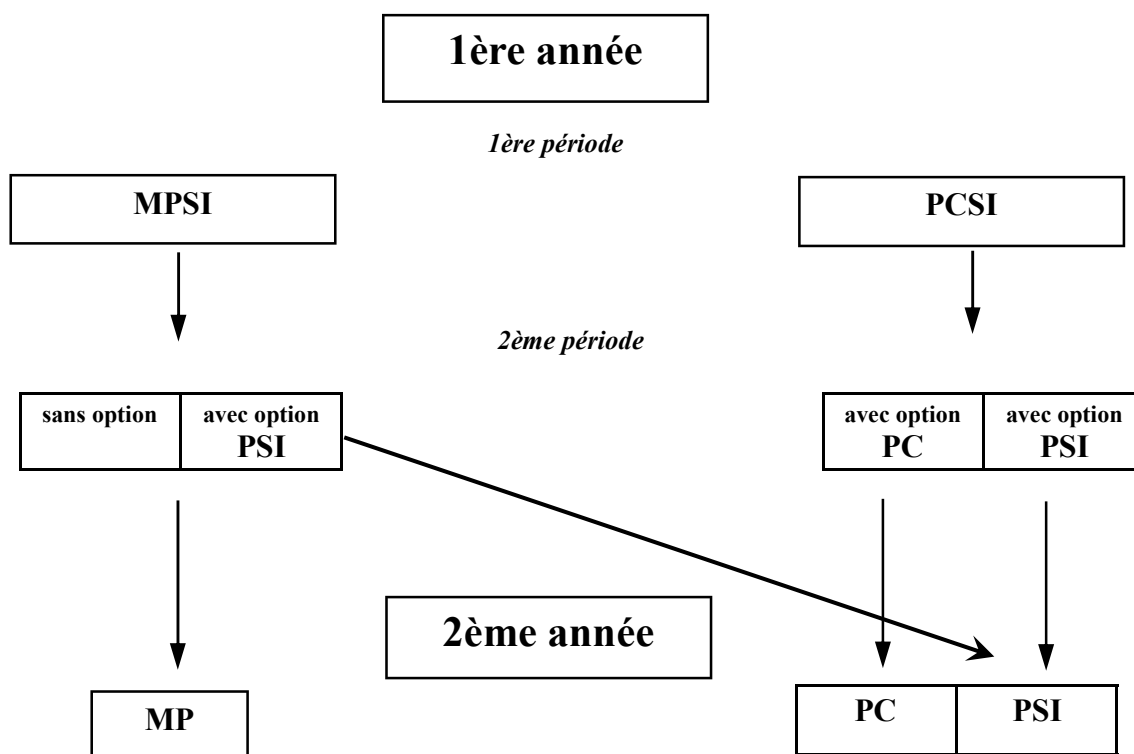 1ère année
1ère période
MPSI
PCSI
2ème période
sans option
avec option
PSI
avec option
PC
avec option
PSI
2ème année
MP
PC
PSI